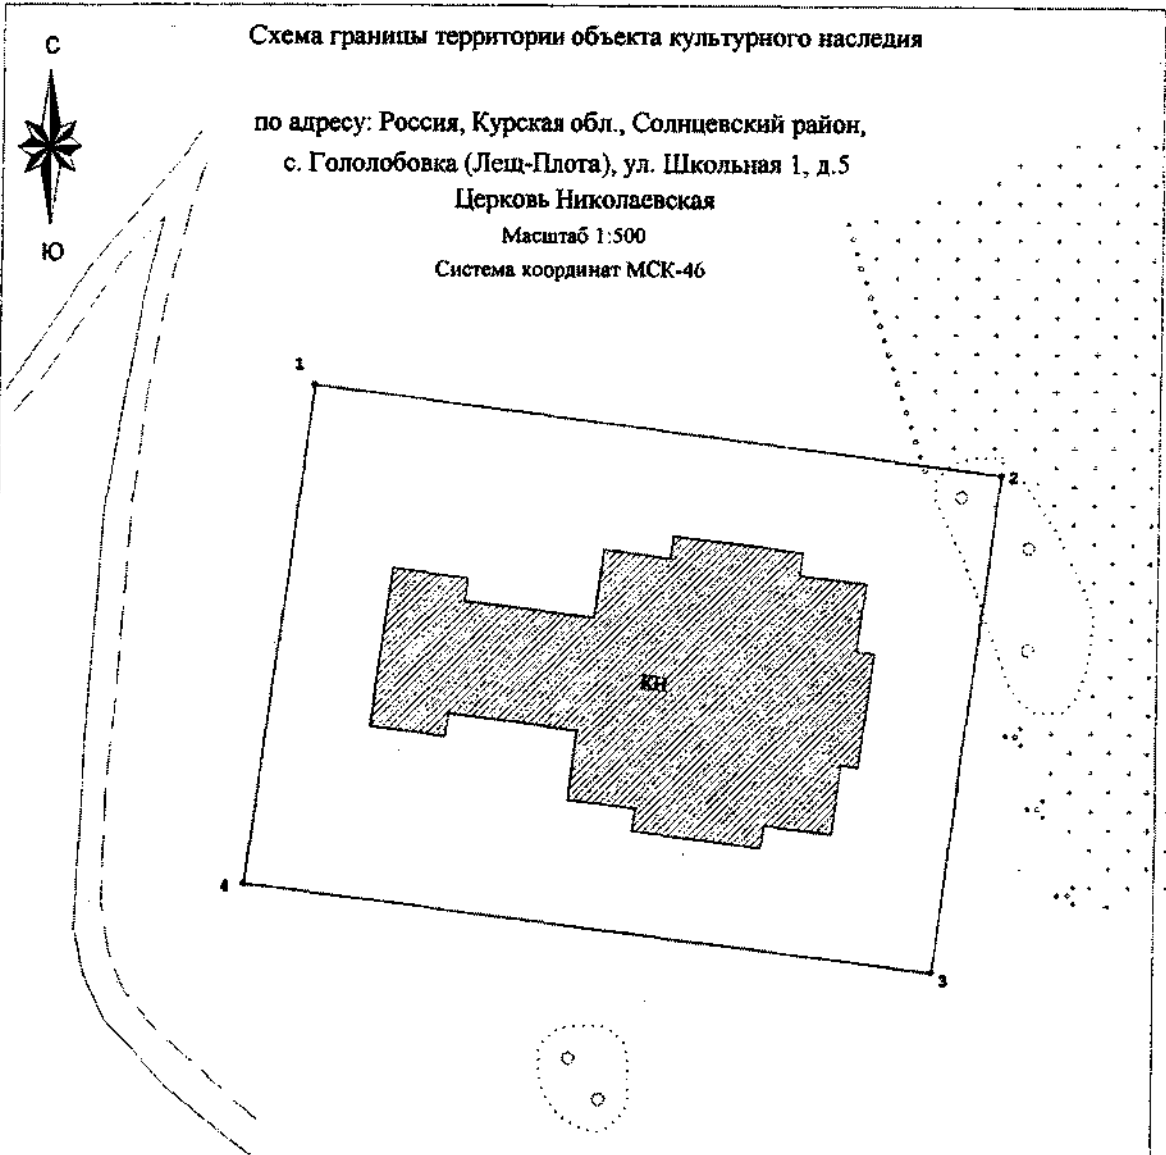 Схема границы территории объекта культурного наследия
С
по адресу: Россия, Курская обл., Солнцевский район,
с. Гололобовка (Лещ-Плота), ул. Школьная 1, д.5
Церковь Николаевская
Масштаб 1:500
Система координат МСК-46
Ю
1
2
КН
4
3